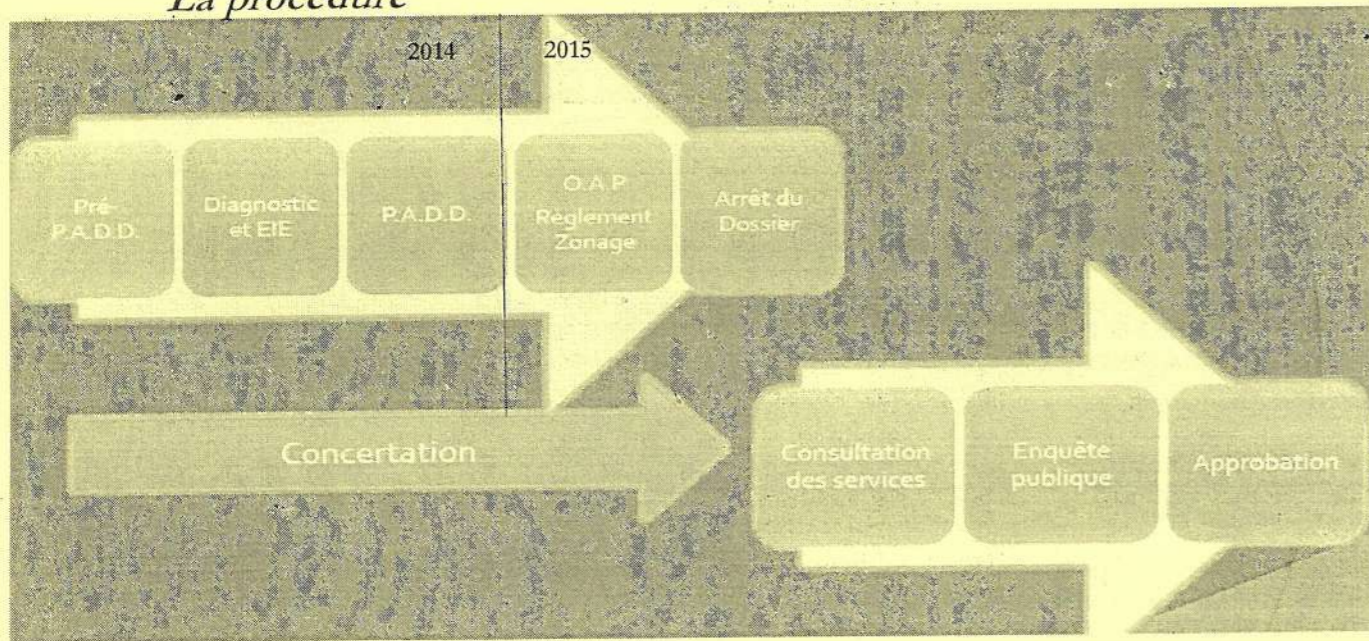 La procédure
2014
2015
Pré-
P.A.D.D.
Diagnostic
et EIE
P.A.D.D.
O.A.P
Règlement
Zonage
Arrêt du
Dossier
Concertation
Consultation
des services
Enquête
publique
Approbation